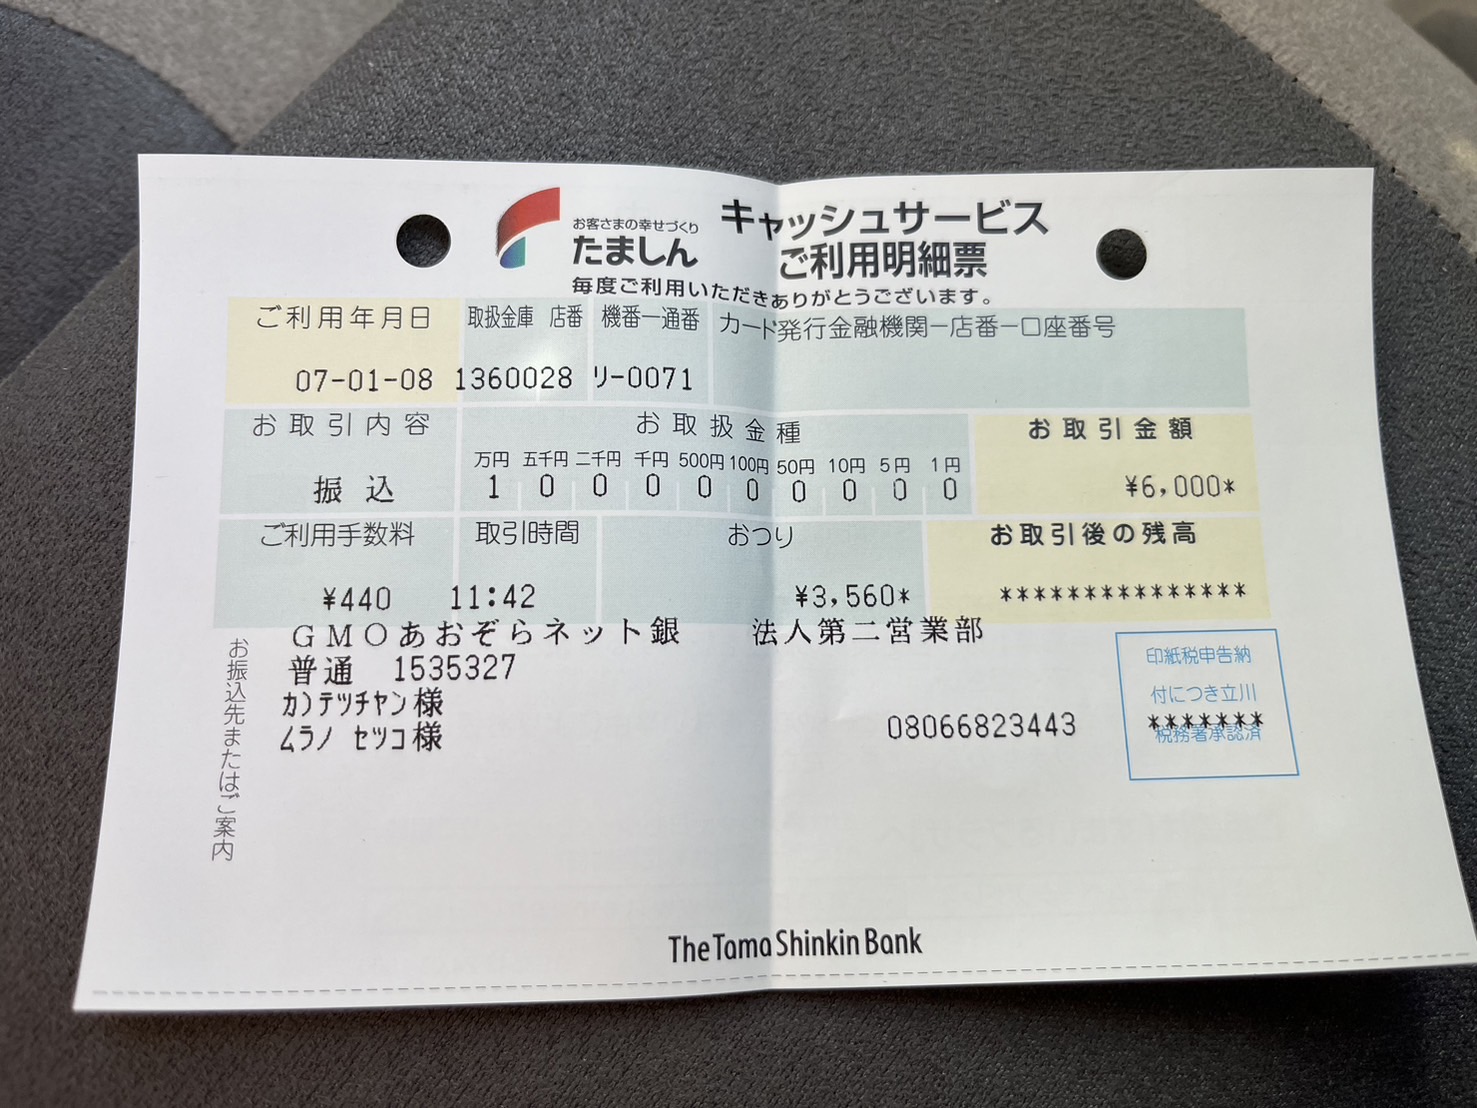 お客さまの幸せづくり
たましん
キャッシュサービス
ご利用明細票
毎度ご利用いただきありがとうございます。
ご利用年月日 取扱金庫 店番 機番一通番 カード発行金融機関ー店番ー口座番号
07-01-08 1360028 リ-0071
お取引内容 お取扱金種 お取引金額
万円 五千円 二千円 千円 500円 100円 50円 10円 5円 1円
振込 1 0 0 0 0 0 0 0 0 0 ¥6,000*
ご利用手数料 取引時間 おつり お取引後の残高
¥440 11:42 ¥3,560* ***************
お振込先またはご案内
GMOあおぞらネット銀 法人第二営業部
普通 1535327
カ)テツチヤン様
ムラノ セツコ様 08066823443
印紙税申告納
付につき立川
*******
税務署承認済
The Tama Shinkin Bank